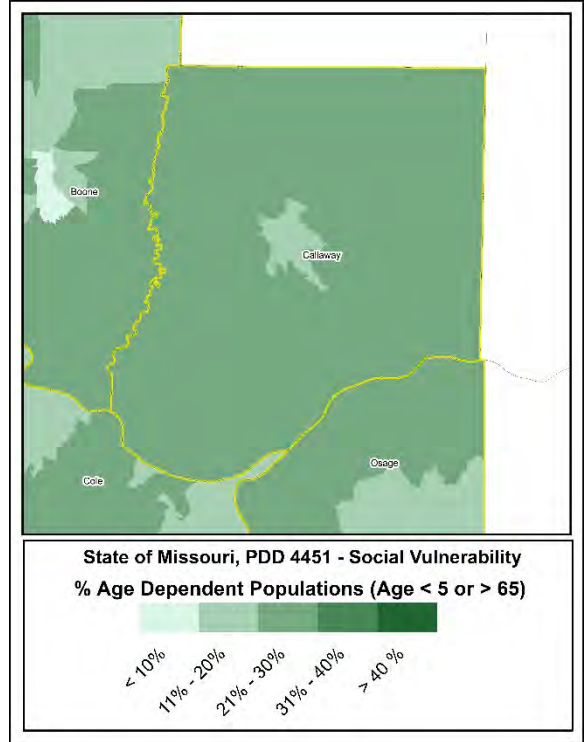 Boone
Callaway
Osage
Cole
State of Missouri, PDD 4451 - Social Vulnerability
% Age Dependent Populations (Age < 5 or > 65)
< 10%
11% - 20%
21% - 30%
31% - 40%
> 40 %